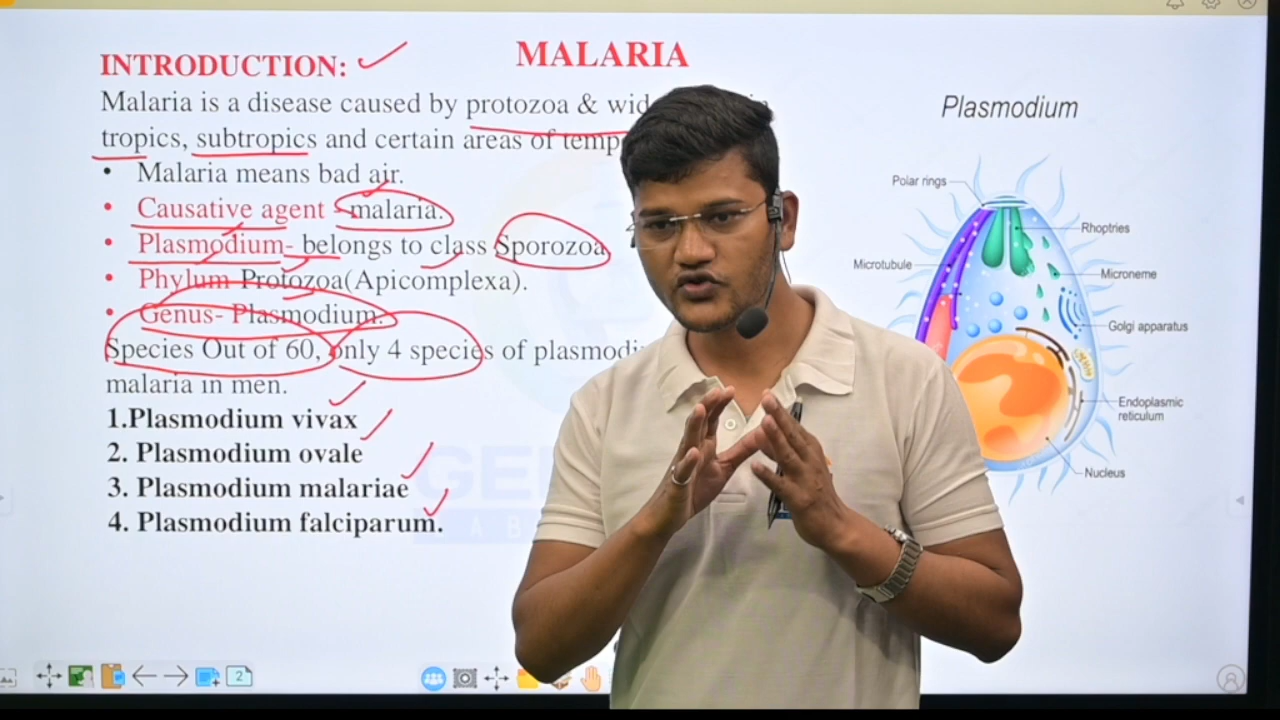 MALARIA
INTRODUCTION:
Malaria is a disease caused by protozoa &
tropics, subtropics and certain areas of
• Malaria means bad air.
• Causative agent - malaria.
• Plasmodium- belongs to class Sporozoa
• Phylum Protozoa(Apicomplexa).
• Genus- Plasmodium.
Species Out of 60, only 4 species of
malaria in men.
1.Plasmodium vivax
2. Plasmodium ovale
3. Plasmodium malariae
4. Plasmodium falciparum.
Plasmodium
Polar rings
Rhoptries
Microtubule
Microneme
Golgi apparatus
Endoplasmic
reticulum
Nucleus
2